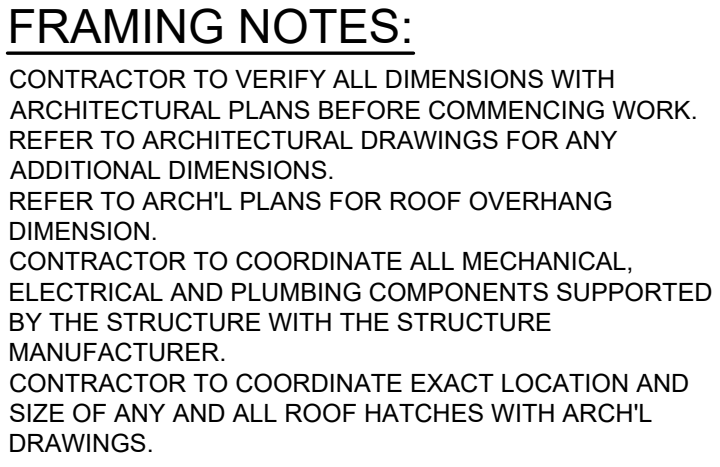 FRAMING NOTES:
CONTRACTOR TO VERIFY ALL DIMENSIONS WITH
ARCHITECTURAL PLANS BEFORE COMMENCING WORK.
REFER TO ARCHITECTURAL DRAWINGS FOR ANY
ADDITIONAL DIMENSIONS.
REFER TO ARCH'L PLANS FOR ROOF OVERHANG
DIMENSION.
CONTRACTOR TO COORDINATE ALL MECHANICAL,
ELECTRICAL AND PLUMBING COMPONENTS SUPPORTED
BY THE STRUCTURE WITH THE STRUCTURE
MANUFACTURER.
CONTRACTOR TO COORDINATE EXACT LOCATION AND
SIZE OF ANY AND ALL ROOF HATCHES WITH ARCH'L
DRAWINGS.